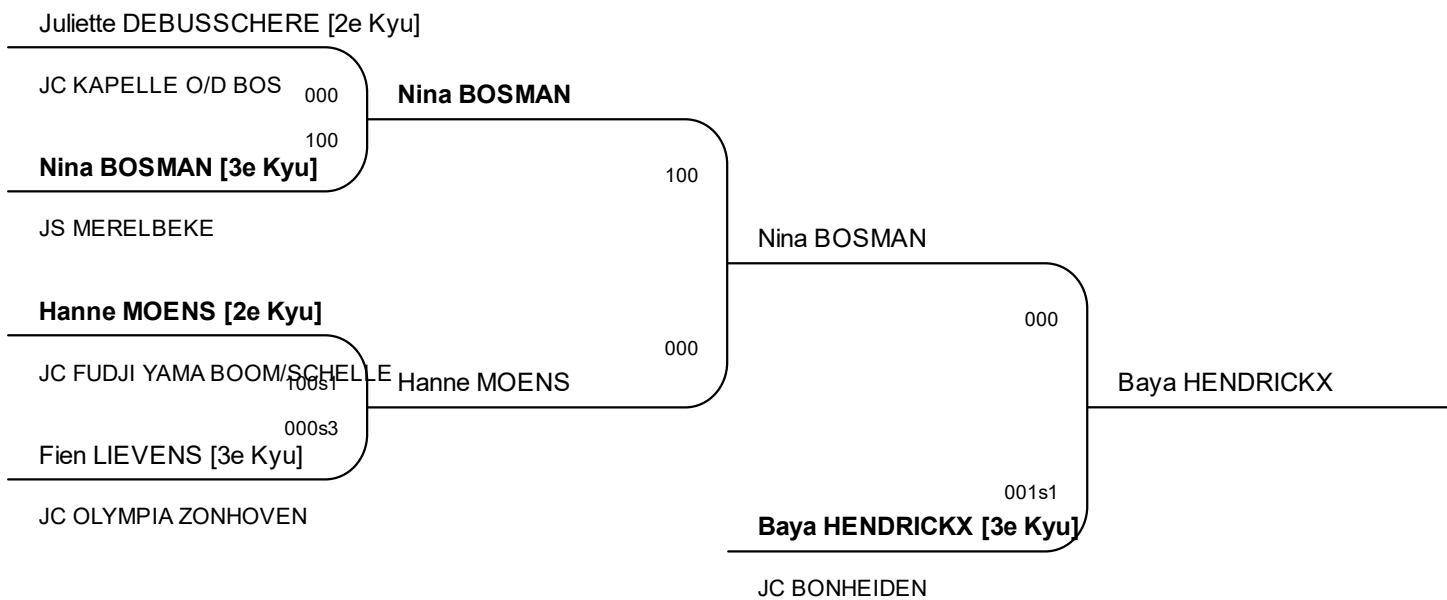 Juliette DEBUSSCHERE [2e Kyu]
JC KAPELLE O/D BOS
000
100
Nina BOSMAN [3e Kyu]
JS MERELBEKE
Hanne MOENS [2e Kyu]
JC FUDJI YAMA BOOM/SCHELLE
100s1
000s3
Fien LIEVENS [3e Kyu]
JC OLYMPIA ZONHOVEN
Nina BOSMAN
100
000
Hanne MOENS
Nina BOSMAN
000
001s1
Baya HENDRICKX [3e Kyu]
JC BONHEIDEN
Baya HENDRICKX